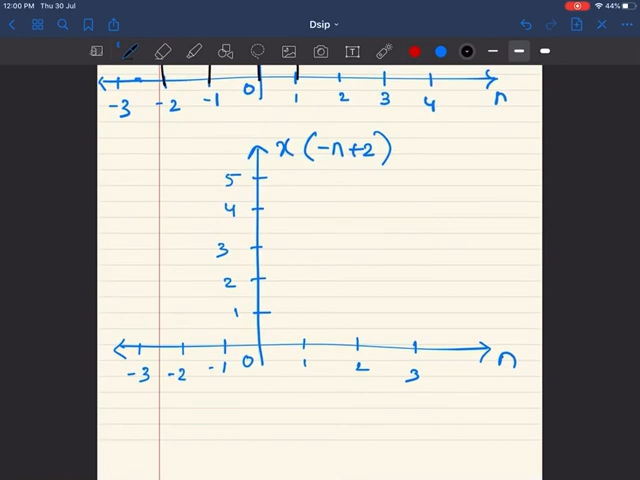 12:00 PM Thu 30 Jul
44%
Dsip
-3 -2 -1 0 1 2 3 4 n
x(-n+2)
5
4
3
2
1
-3 -2 -1 0 1 2 3 n